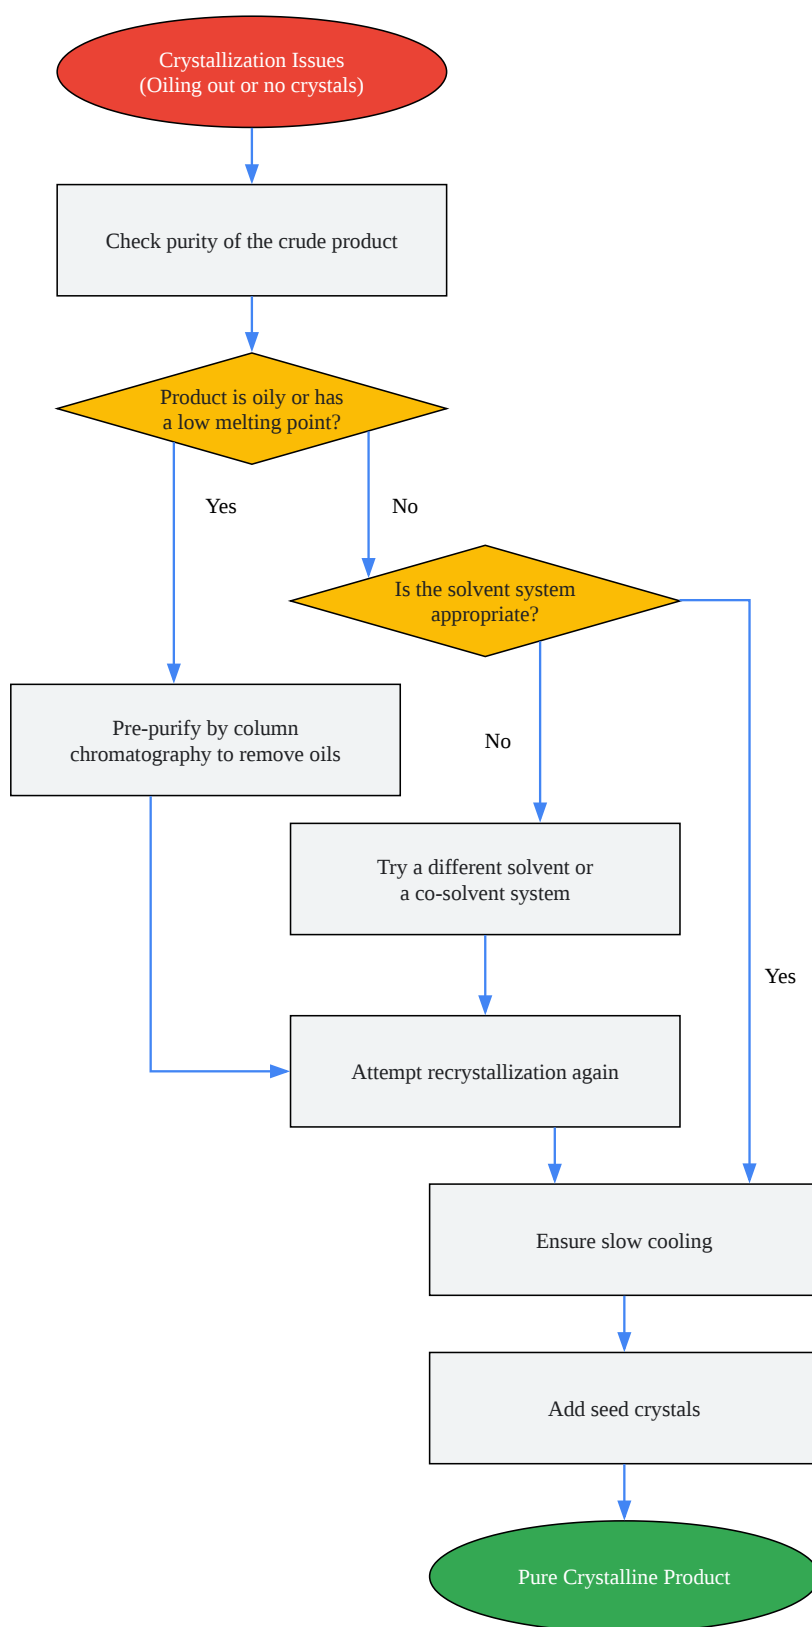 Crystallization Issues
(Oiling out or no crystals)
Check purity of the crude product
Product is oily or has
a low melting point?
Yes
No
Is the solvent system
appropriate?
Pre-purify by column
chromatography to remove oils
No
Try a different solvent or
a co-solvent system
Yes
Attempt recrystallization again
Ensure slow cooling
Add seed crystals
Pure Crystalline Product